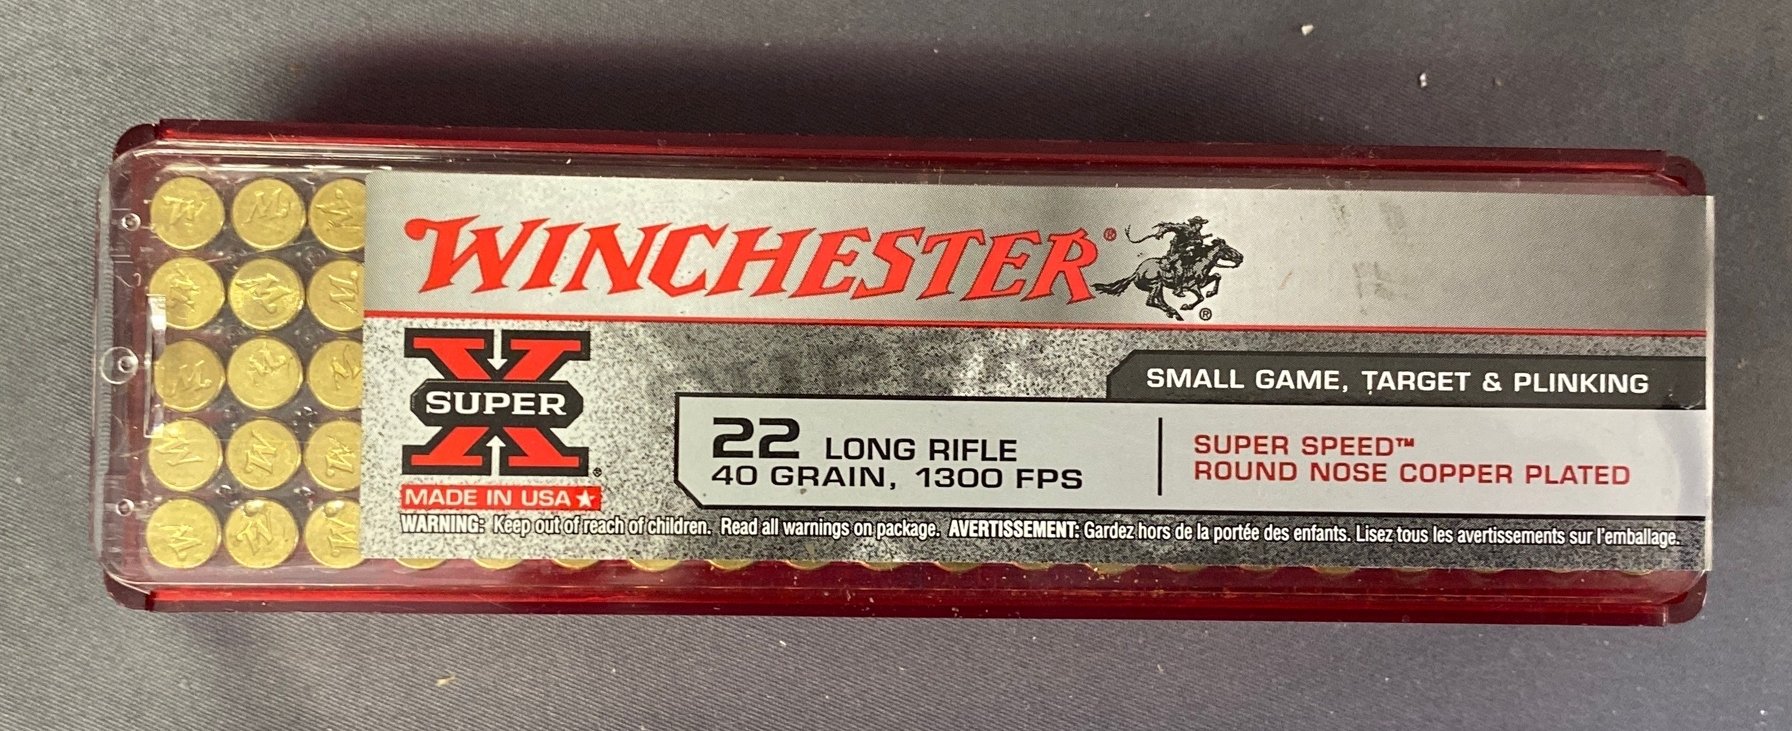 WINCHESTER®
®
SMALL GAME, TARGET & PLINKING
X
SUPER
®
MADE IN USA★
22 LONG RIFLE
40 GRAIN, 1300 FPS
SUPER SPEED™
ROUND NOSE COPPER PLATED
WARNING: Keep out of reach of children. Read all warnings on package. AVERTISSEMENT: Gardez hors de la portée des enfants. Lisez tous les avertissements sur l'emballage.
W W W
W W W
W W W
W W W
W W W